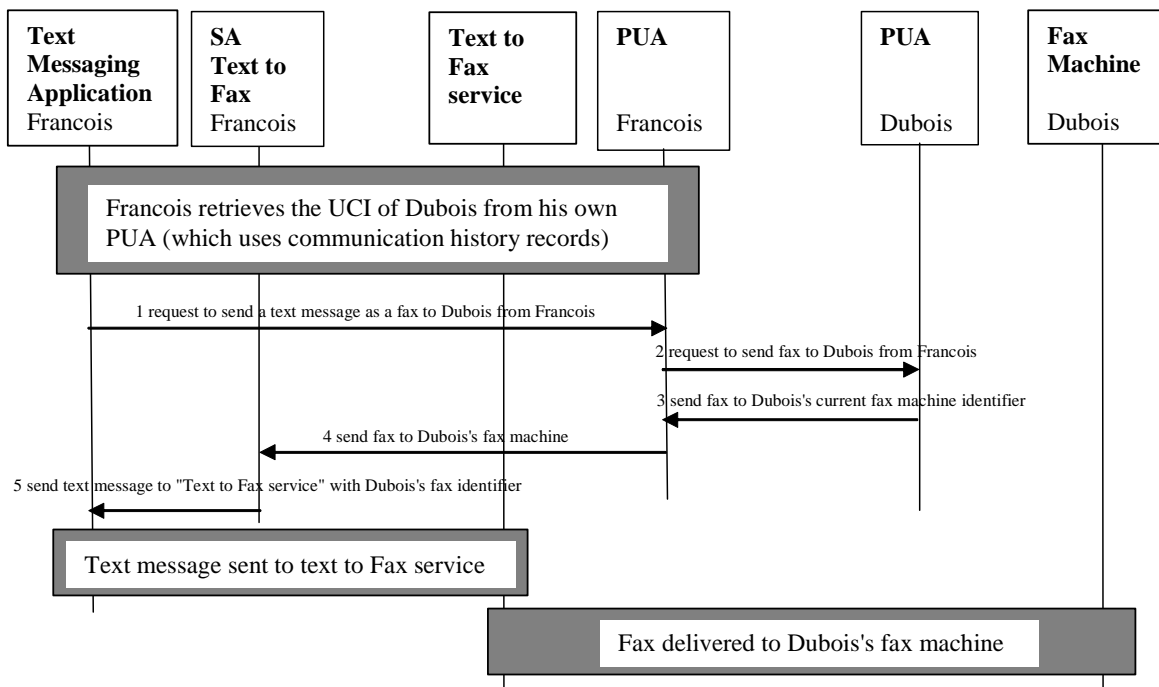 Text
Messaging
Application
Francois
SA
Text to
Fax
Francois
Text to
Fax
service
PUA
Francois
PUA
Dubois
Fax
Machine
Dubois
Francois retrieves the UCI of Dubois from his own
PUA (which uses communication history records)
1 request to send a text message as a fax to Dubois from Francois
2 request to send fax to Dubois from Francois
3 send fax to Dubois's current fax machine identifier
4 send fax to Dubois's fax machine
5 send text message to "Text to Fax service" with Dubois's fax identifier
Text message sent to text to Fax service
Fax delivered to Dubois's fax machine